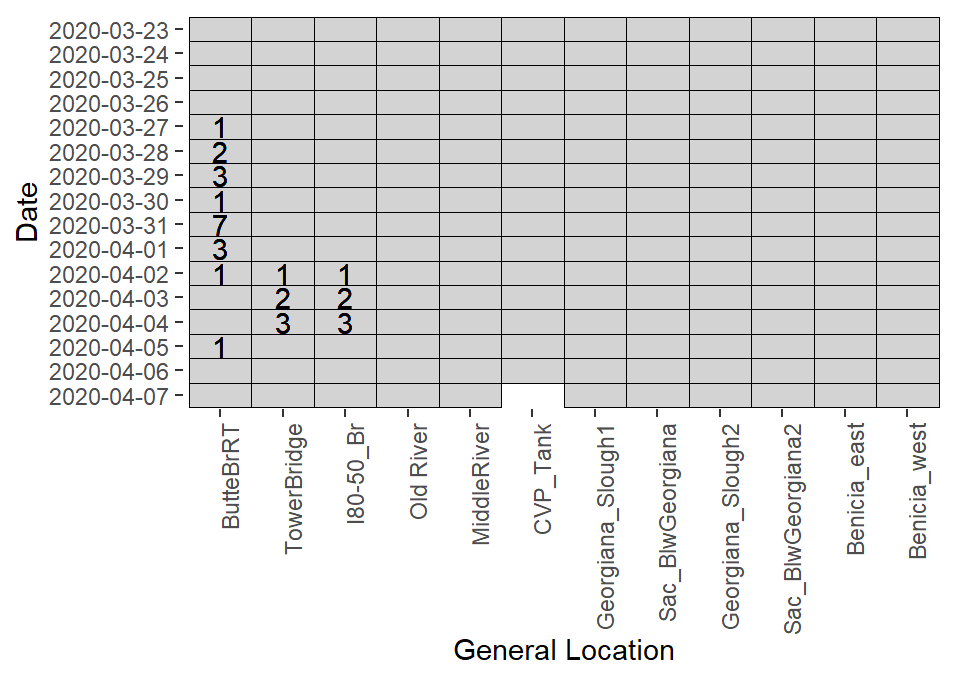 Date
2020-03-23
2020-03-24
2020-03-25
2020-03-26
2020-03-27 1
2020-03-28 2
2020-03-29 3
2020-03-30 1
2020-03-31 7
2020-04-01 3
2020-04-02 1 1 1
2020-04-03 2 2
2020-04-04 3 3
2020-04-05 1
2020-04-06
2020-04-07
ButteBrRT
TowerBridge
I80-50_Br
Old River
MiddleRiver
CVP_Tank
Georgiana_Slough1
Sac_BlwGeorgiana
Georgiana_Slough2
Sac_BlwGeorgiana2
Benicia_east
Benicia_west
General Location